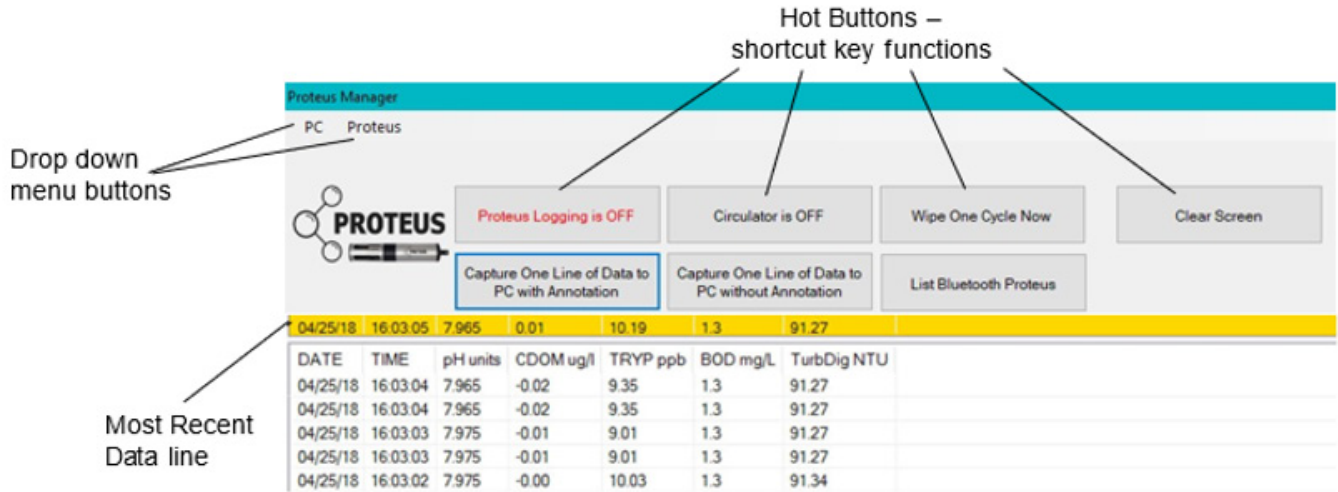 Hot Buttons –
shortcut key functions
Proteus Manager
PC Proteus
Drop down
menu buttons
PROTEUS
Proteus Logging is OFF
Circulator is OFF
Wipe One Cycle Now
Clear Screen
Capture One Line of Data to
PC with Annotation
Capture One Line of Data to
PC without Annotation
List Bluetooth Proteus
04/25/18 16:03:05 7.965 0.01 10.19 1.3 91.27
DATE TIME pH units CDOM ug/l TRYP ppb BOD mg/L TurbDig NTU
04/25/18 16:03:04 7.965 -0.02 9.35 1.3 91.27
04/25/18 16:03:04 7.965 -0.02 9.35 1.3 91.27
04/25/18 16:03:03 7.975 -0.01 9.01 1.3 91.27
04/25/18 16:03:03 7.975 -0.01 9.01 1.3 91.27
04/25/18 16:03:02 7.975 -0.00 10.03 1.3 91.34
Most Recent
Data line